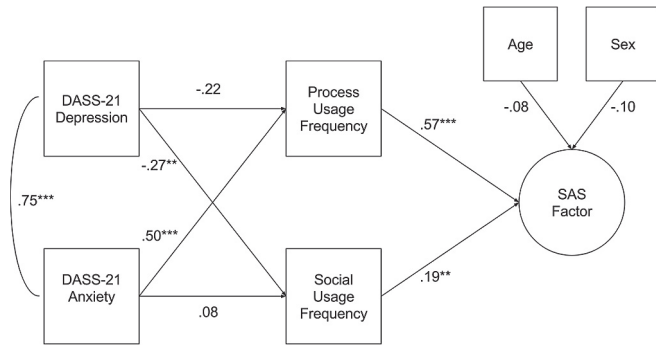 Age
Sex
DASS-21
Depression
-.22
Process
Usage
Frequency
-.08
-.10
.57***
-.27**
.75***
SAS
Factor
.50***
DASS-21
Anxiety
.08
Social
Usage
Frequency
.19**